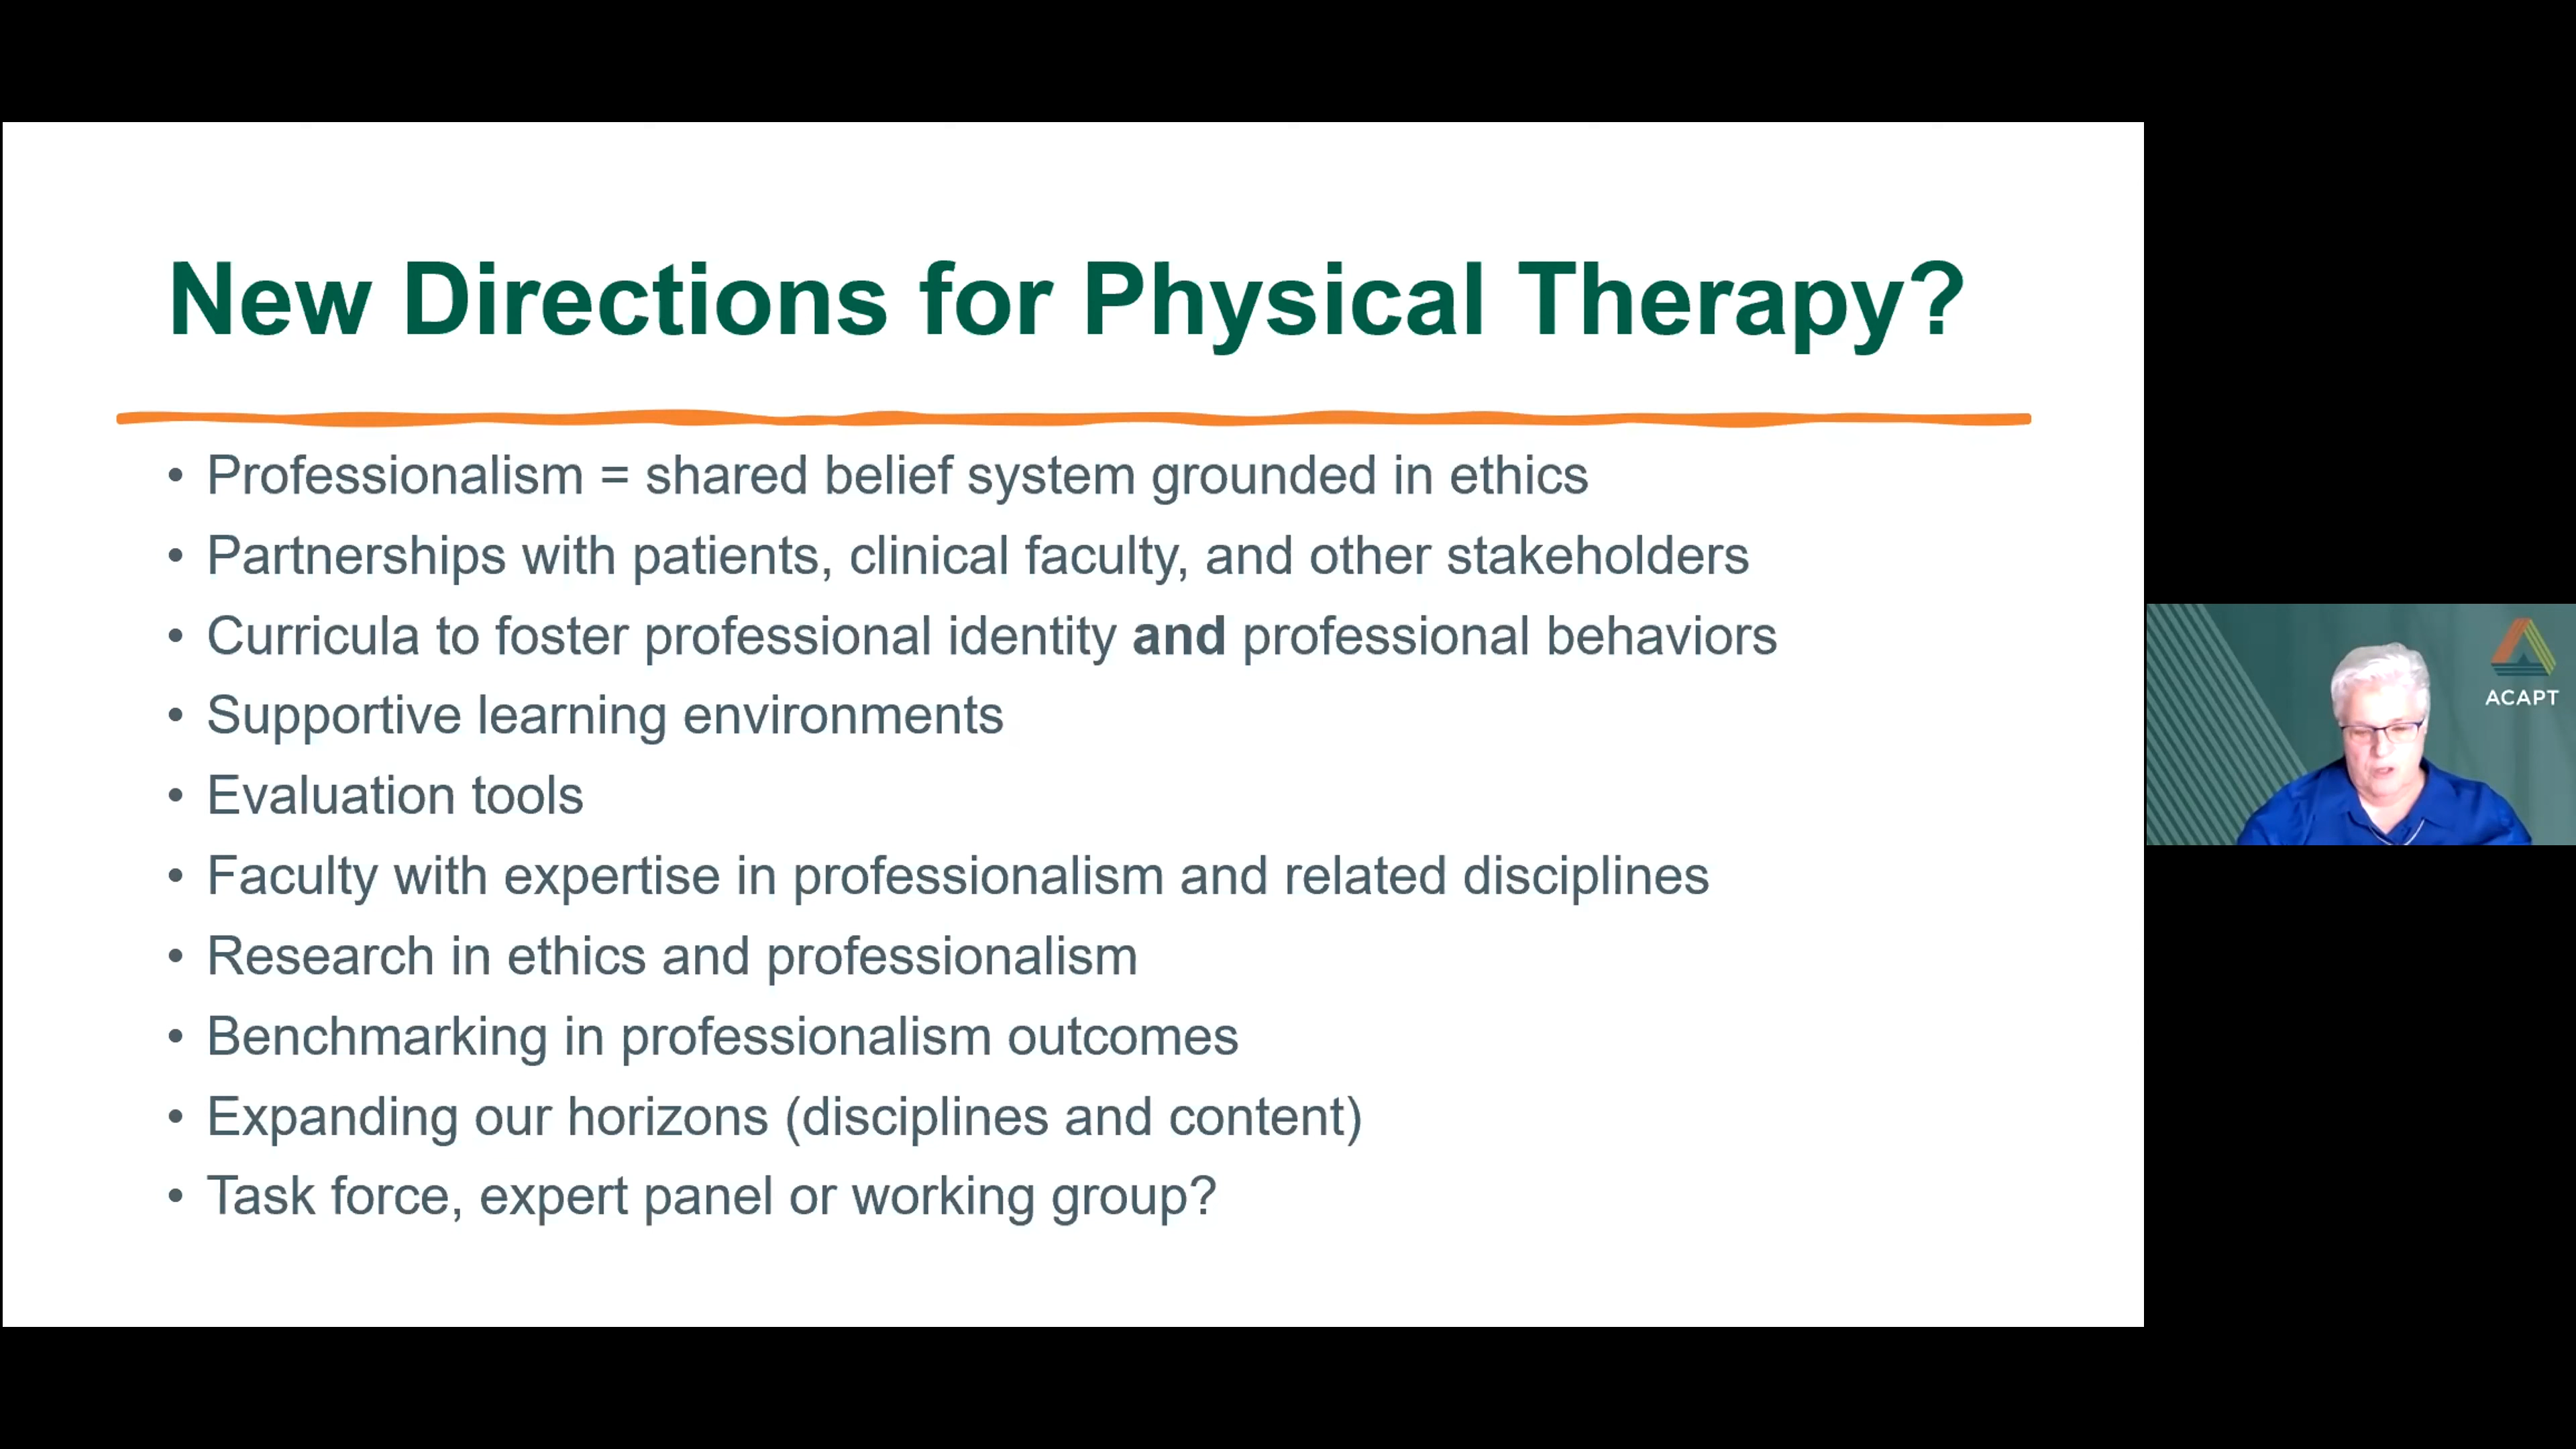 New Directions for Physical Therapy?
• Professionalism = shared belief system grounded in ethics
• Partnerships with patients, clinical faculty, and other stakeholders
• Curricula to foster professional identity and professional behaviors
• Supportive learning environments
• Evaluation tools
• Faculty with expertise in professionalism and related disciplines
• Research in ethics and professionalism
• Benchmarking in professionalism outcomes
• Expanding our horizons (disciplines and content)
• Task force, expert panel or working group?
ACAPT